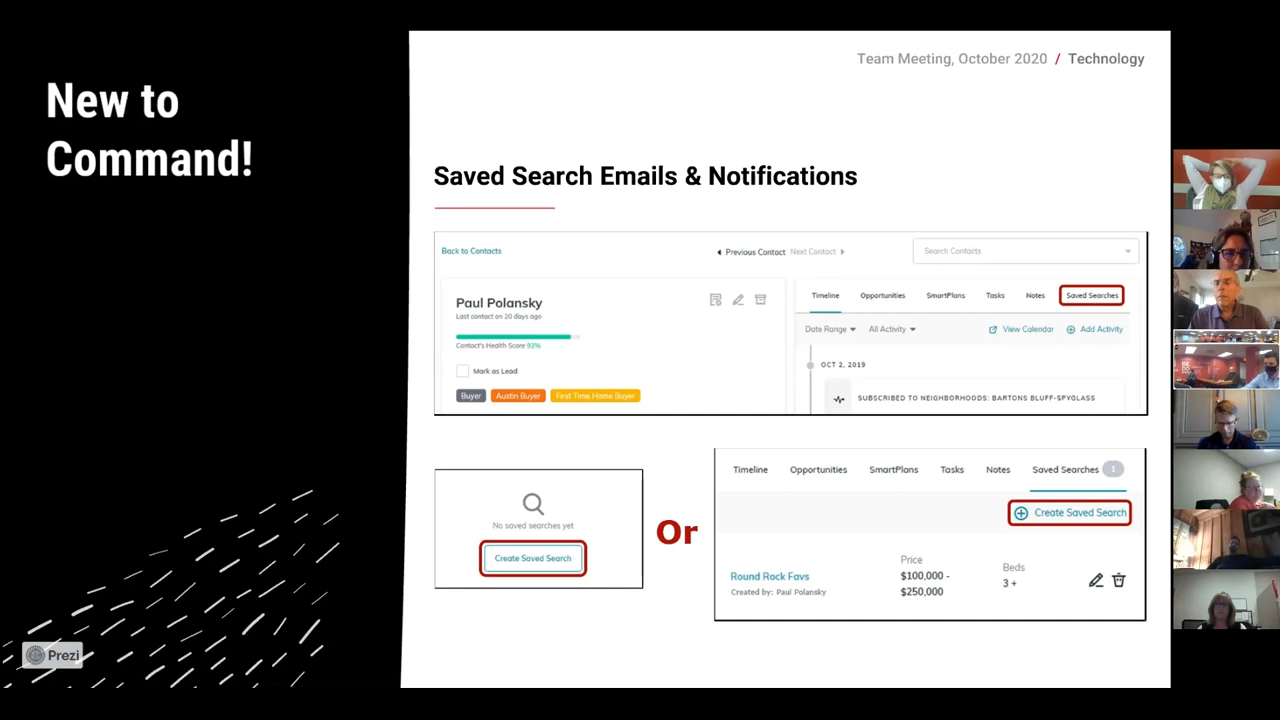 New to
Command!
Team Meeting, October 2020 / Technology
Saved Search Emails & Notifications
Back to Contacts
Previous Contact Next Contact
Search Contacts
Paul Polansky
Last contact on 20 days ago
Contact's Health Score 92%
Mark as Lead
Buyer Austin Buyer First Time Home Buyer
Timeline Opportunities SmartPlans Tasks Notes Saved Searches
Date Range All Activity View Calendar Add Activity
OCT 2, 2019
SUBSCRIBED TO NEIGHBORHOODS: BARTONS BLUFF-SPYGLASS
No saved searches yet
Create Saved Search
Or
Timeline Opportunities SmartPlans Tasks Notes Saved Searches 1
Create Saved Search
Round Rock Favs
Created by: Paul Polansky
Price
$100,000 -
$250,000
Beds
3 +
Prezi